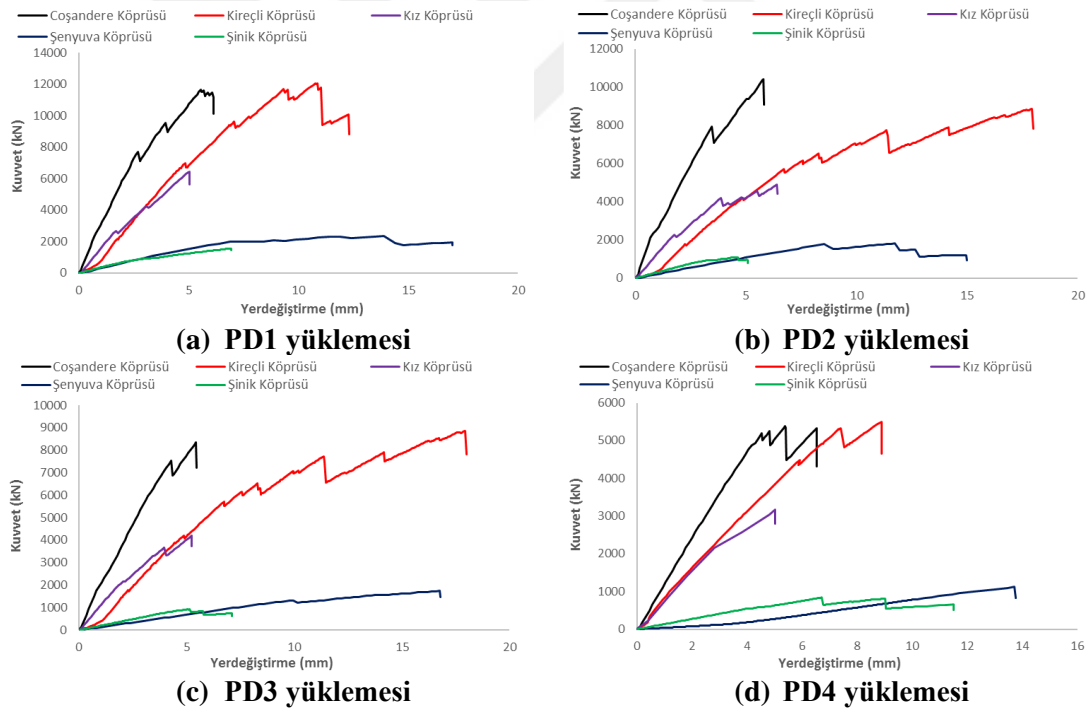 Coşandere Köprüsü Kireçli Köprüsü Kız Köprüsü
Şenyuva Köprüsü Şinik Köprüsü
14000
12000
10000
8000
6000
4000
2000
0
Kuvvet (kN)
0 5 10 15 20
Yerdeğiştirme (mm)
(a) PD1 yüklemesi
Coşandere Köprüsü Kireçli Köprüsü Kız Köprüsü
Şenyuva Köprüsü Şinik Köprüsü
12000
10000
8000
6000
4000
2000
0
Kuvvet (kN)
0 5 10 15 20
Yerdeğiştirme (mm)
(b) PD2 yüklemesi
Coşandere Köprüsü Kireçli Köprüsü Kız Köprüsü
Şenyuva Köprüsü Şinik Köprüsü
10000
9000
8000
7000
6000
5000
4000
3000
2000
1000
0
Kuvvet (kN)
0 5 10 15 20
Yerdeğiştirme (mm)
(c) PD3 yüklemesi
Coşandere Köprüsü Kireçli Köprüsü Kız Köprüsü
Şenyuva Köprüsü Şinik Köprüsü
6000
5000
4000
3000
2000
1000
0
Kuvvet (kN)
0 2 4 6 8 10 12 14 16
Yerdeğiştirme (mm)
(d) PD4 yüklemesi